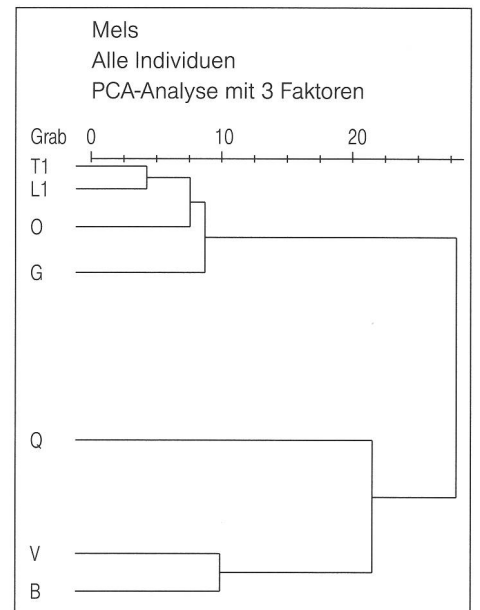 Mels
Alle Individuen
PCA-Analyse mit 3 Faktoren
Grab 0 10 20
T1
L1
O
G
Q
V
B